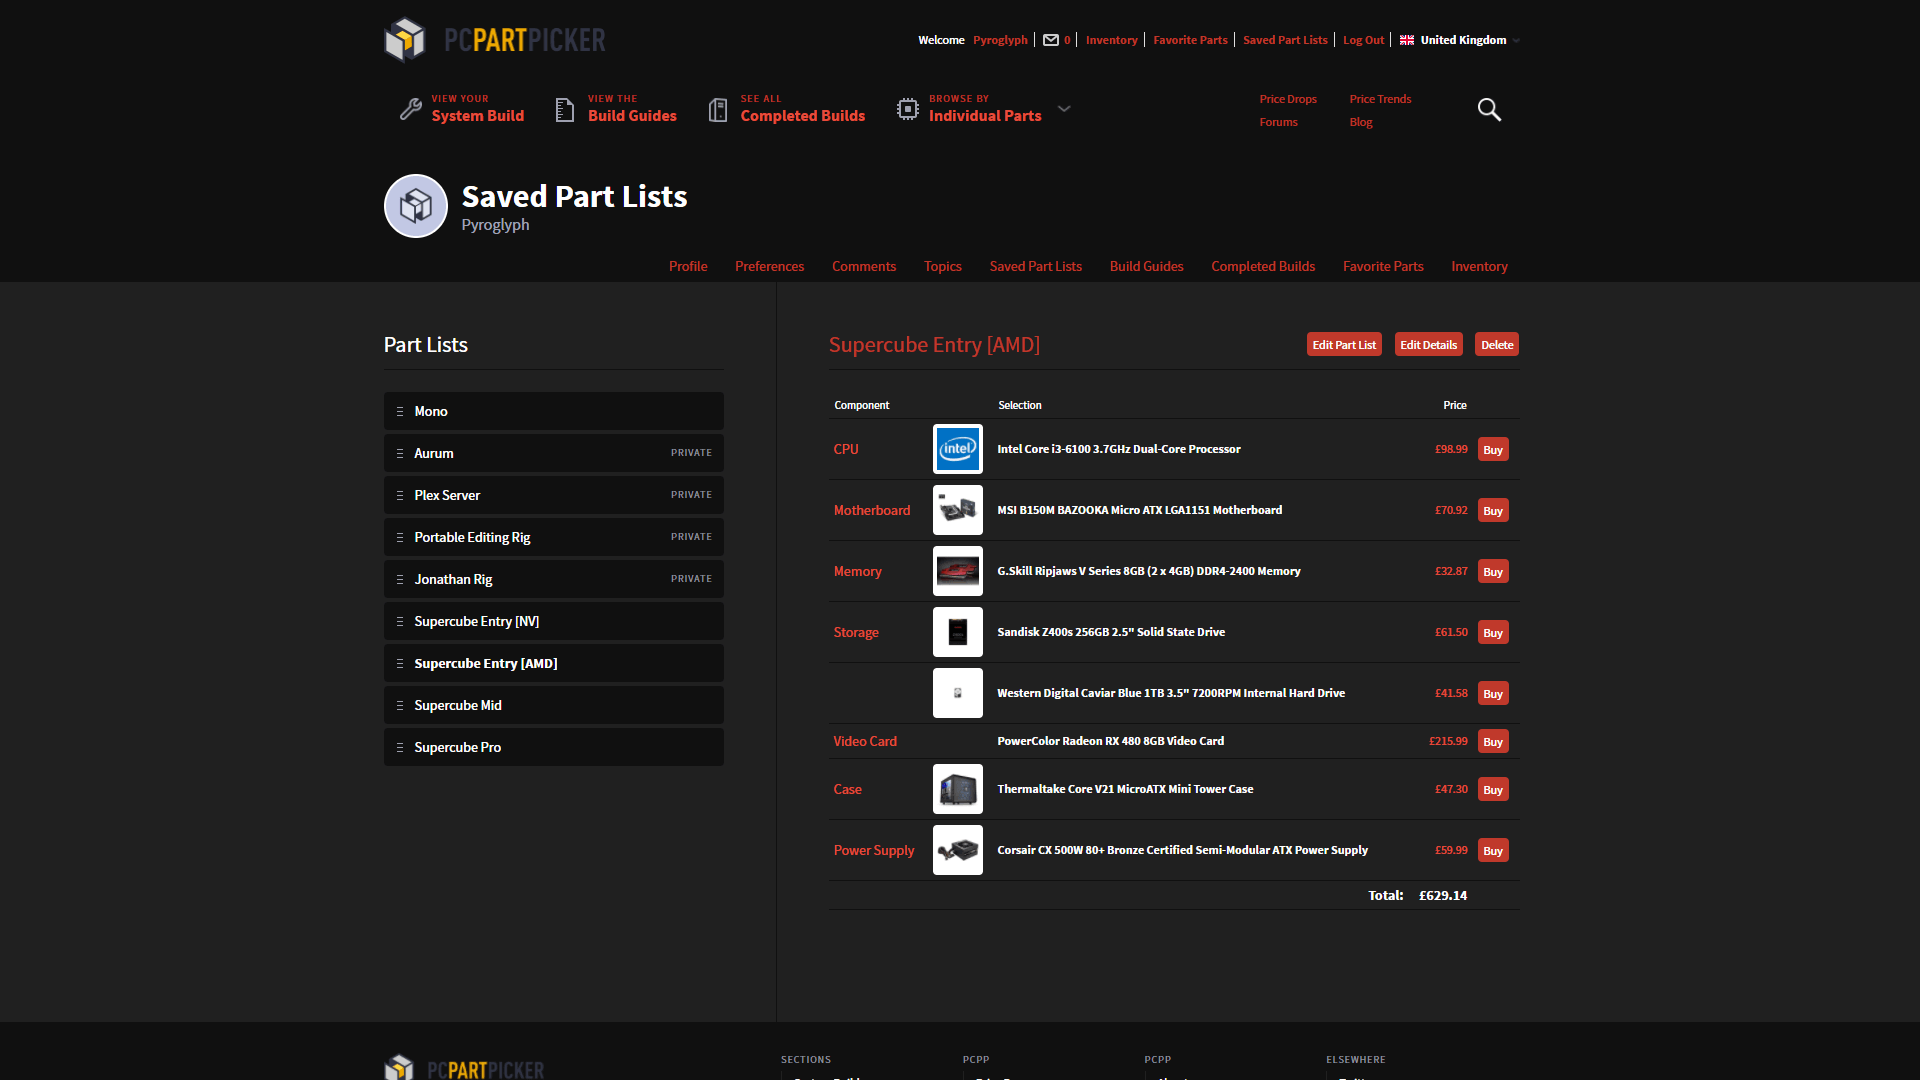 PCPARTPICKER
Welcome Pyroglyph 0 Inventory Favorite Parts Saved Part Lists Log Out United Kingdom
VIEW YOUR
System Build
VIEW THE
Build Guides
SEE ALL
Completed Builds
BROWSE BY
Individual Parts
Price Drops Price Trends
Forums Blog
Saved Part Lists
Pyroglyph
Profile Preferences Comments Topics Saved Part Lists Build Guides Completed Builds Favorite Parts Inventory
Part Lists
Mono
Aurum PRIVATE
Plex Server PRIVATE
Portable Editing Rig PRIVATE
Jonathan Rig PRIVATE
Supercube Entry [NV]
Supercube Entry [AMD]
Supercube Mid
Supercube Pro
Supercube Entry [AMD] Edit Part List Edit Details Delete
Component Selection Price
CPU intel Intel Core i3-6100 3.7GHz Dual-Core Processor £98.99 Buy
Motherboard MSI B150M BAZOOKA Micro ATX LGA1151 Motherboard £70.92 Buy
Memory G.Skill Ripjaws V Series 8GB (2 x 4GB) DDR4-2400 Memory £32.87 Buy
Storage Sandisk Z400s 256GB 2.5" Solid State Drive £61.50 Buy
Western Digital Caviar Blue 1TB 3.5" 7200RPM Internal Hard Drive £41.58 Buy
Video Card PowerColor Radeon RX 480 8GB Video Card £215.99 Buy
Case Thermaltake Core V21 MicroATX Mini Tower Case £47.30 Buy
Power Supply Corsair CX 500W 80+ Bronze Certified Semi-Modular ATX Power Supply £59.99 Buy
Total: £629.14
PCPARTPICKER
SECTIONS PCPP PCPP ELSEWHERE